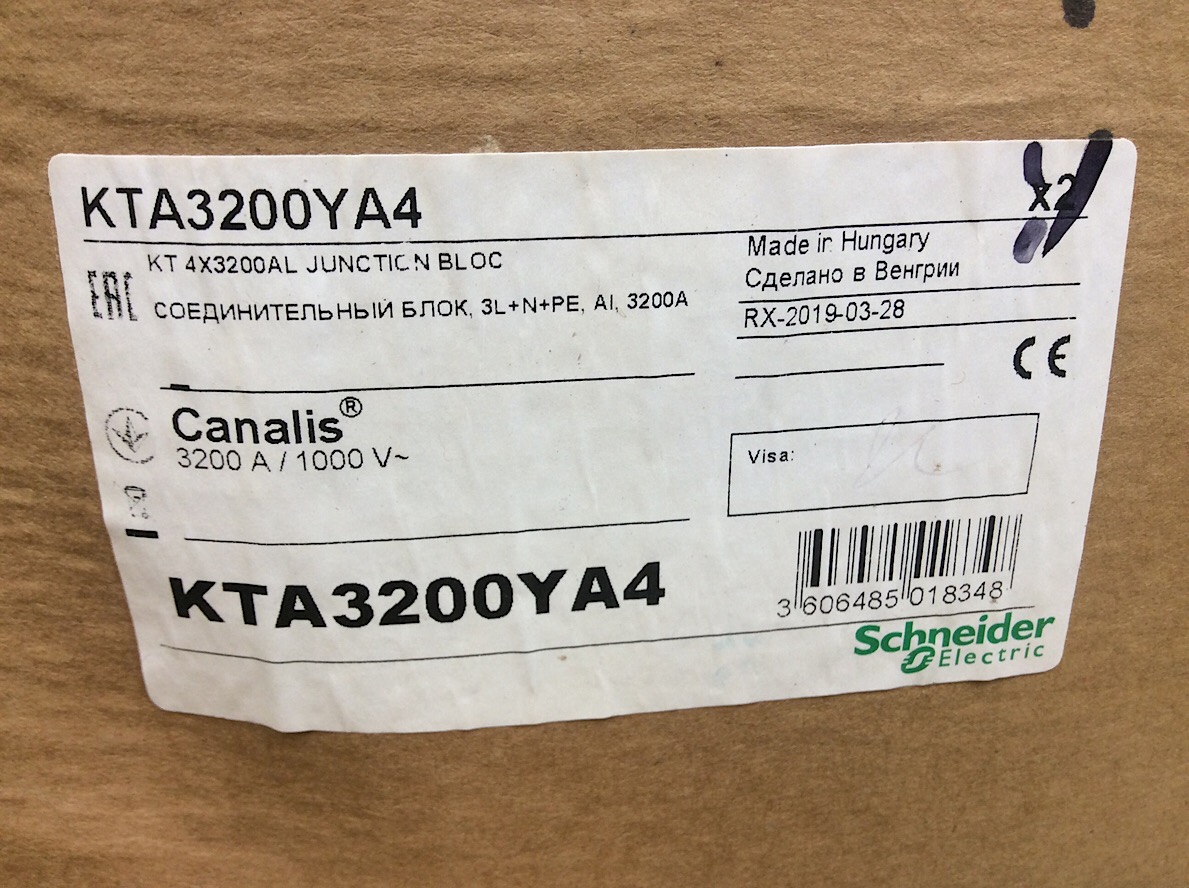 KTA3200YA4
x2
KT 4X3200AL JUNCTION BLOC
EAC
СОЕДИНИТЕЛЬНЫЙ БЛОК, 3L+N+PE, Al, 3200A
Made in Hungary
Сделано в Венгрии
RX-2019-03-28
CE
Canalis®
3200 A / 1000 V~
Visa:
KTA3200YA4
3 606485 018348
Schneider
Electric